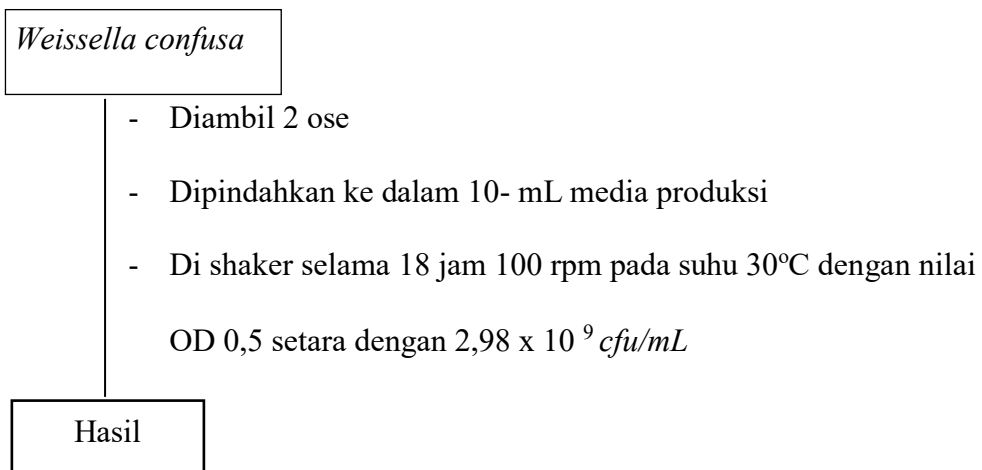 Weissella confusa
- Diambil 2 ose
- Dipindahkan ke dalam 10- mL media produksi
- Di shaker selama 18 jam 100 rpm pada suhu 30ºC dengan nilai
OD 0,5 setara dengan 2,98 x 10 ⁹ cfu/mL
Hasil